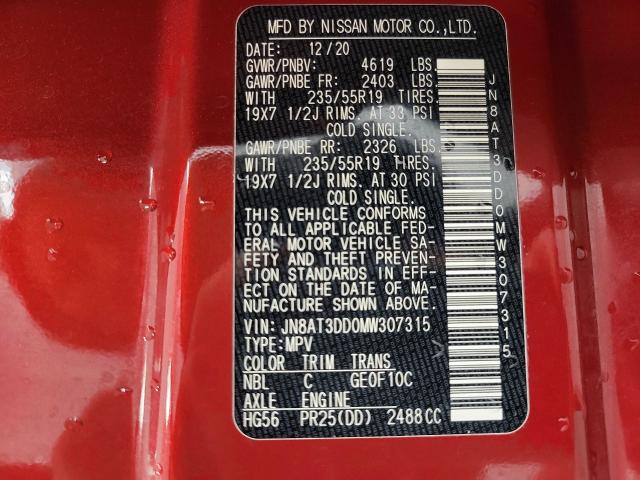 MFD BY NISSAN MOTOR CO.,LTD.
DATE: 12/20
GVWR/PNBV: 4619 LBS.
GAWR/PNBE FR: 2403 LBS.
WITH 235/55R19 TIRES.
19X7 1/2J RIMS. AT 33 PSI
COLD SINGLE.
GAWR/PNBE RR: 2326 LBS.
WITH 235/55R19 TIRES.
19X7 1/2J RIMS. AT 30 PSI
COLD SINGLE.
THIS VEHICLE CONFORMS
TO ALL APPLICABLE FED-
ERAL MOTOR VEHICLE SA-
FETY AND THEFT PREVEN-
TION STANDARDS IN EFF-
ECT ON THE DATE OF MA-
NUFACTURE SHOWN ABOVE.
VIN: JN8AT3DD0MW307315
TYPE: MPV
COLOR TRIM TRANS
NBL C GE0F10C
AXLE ENGINE
HG56 PR25(DD) 2488CC
JN8AT3DD0MW307315